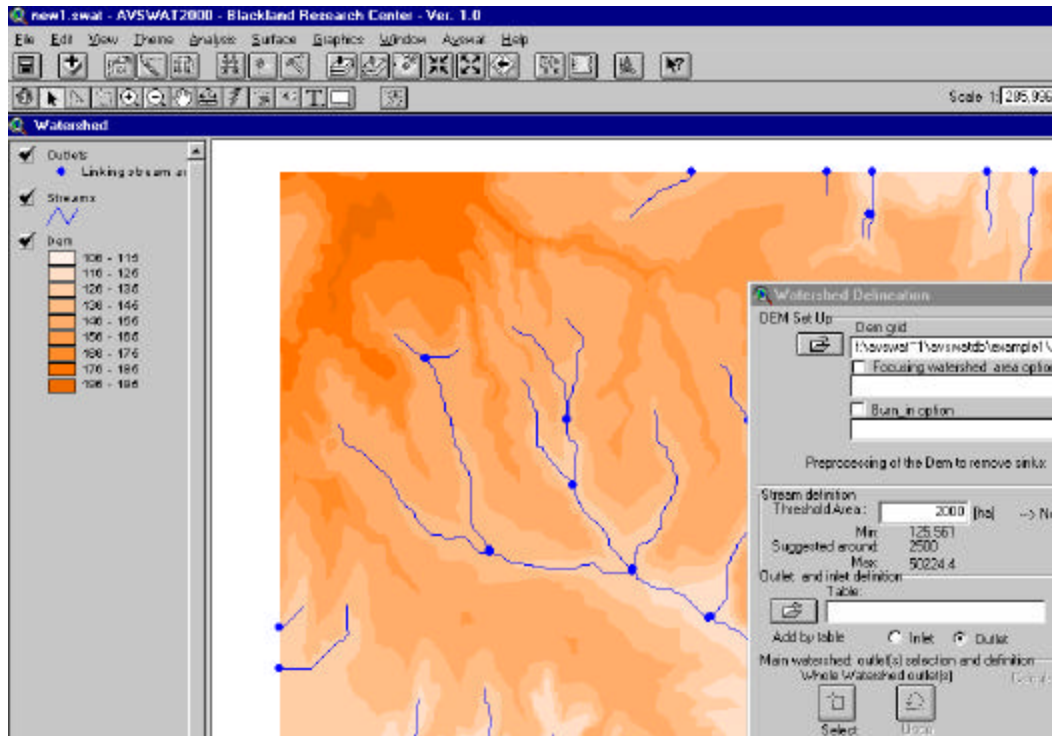 new1.swat - AVSWAT2000 - Blackland Research Center - Ver. 1.0
File Edit View Theme Analysis Surface Graphics Window Avswat Help
Scale 1: 285,996
Watershed
Outlets
Linking stream
Streams
Dem
106 - 115
116 - 126
126 - 136
136 - 146
146 - 156
156 - 166
166 - 176
176 - 186
186 - 196
Watershed Delineation
DEM Set Up
Dem grid
Focusing watershed area option
Burn_in option
Preprocessing of the Dem to remove sinks:
Stream definition
Threshold Area: 2000 [ha] --> N
Min: 125.561
Suggested around: 2500
Max: 50224.4
Outlet and inlet definition
Table:
Add by table Inlet Outlet
Main watershed outlet(s) selection and definition
Whole Watershed outlet(s)
Select Undo